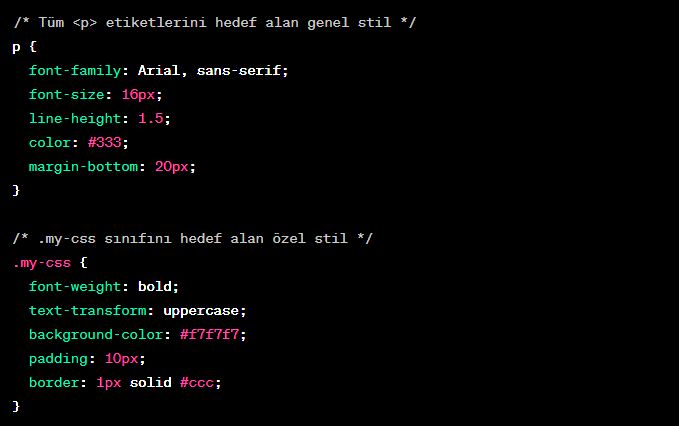 /* Tüm <p> etiketlerini hedef alan genel stil */
p {
  font-family: Arial, sans-serif;
  font-size: 16px;
  line-height: 1.5;
  color: #333;
  margin-bottom: 20px;
}

/* .my-css sınıfını hedef alan özel stil */
.my-css {
  font-weight: bold;
  text-transform: uppercase;
  background-color: #f7f7f7;
  padding: 10px;
  border: 1px solid #ccc;
}